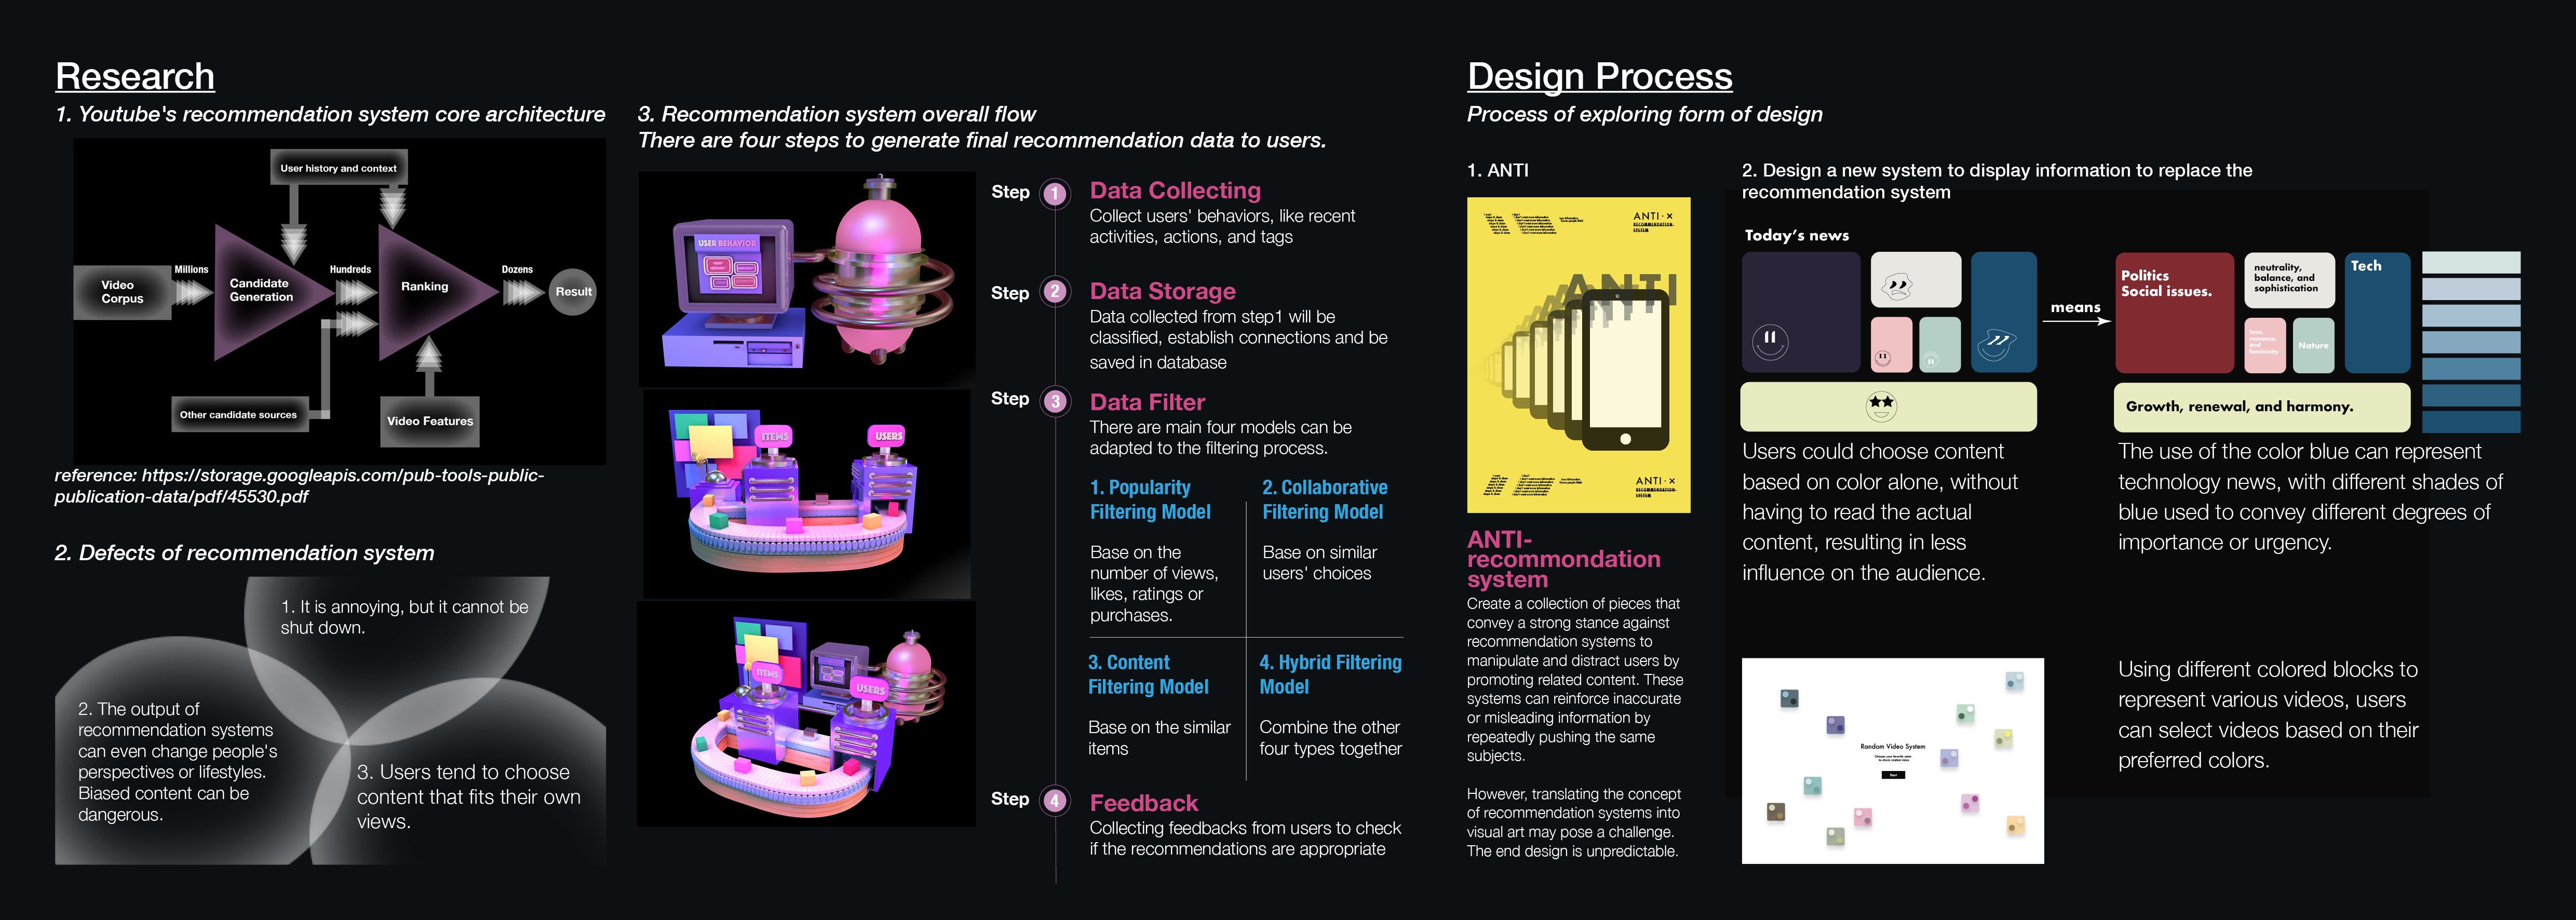 Research
1. Youtube's recommendation system core architecture
User history and context
Video
Corpus
Millions
Candidate
Generation
Hundreds
Ranking
Dozens
Result
Other candidate sources
Video Features
reference: https://storage.googleapis.com/pub-tools-public-
publication-data/pdf/45530.pdf
2. Defects of recommendation system
1. It is annoying, but it cannot be
shut down.
2. The output of
recommendation systems
can even change people's
perspectives or lifestyles.
Biased content can be
dangerous.
3. Users tend to choose
content that fits their own
views.
3. Recommendation system overall flow
There are four steps to generate final recommendation data to users.
USER BEHAVIOR
ITEMS
USERS
ITEMS
USERS
Step 1
Data Collecting
Collect users' behaviors, like recent
activities, actions, and tags
Step 2
Data Storage
Data collected from step1 will be
classified, establish connections and be
saved in database
Step 3
Data Filter
There are main four models can be
adapted to the filtering process.
1. Popularity
Filtering Model
Base on the
number of views,
likes, ratings or
purchases.
2. Collaborative
Filtering Model
Base on similar
users' choices
3. Content
Filtering Model
Base on the similar
items
4. Hybrid Filtering
Model
Combine the other
four types together
Step 4
Feedback
Collecting feedbacks from users to check
if the recommendations are appropriate
Design Process
Process of exploring form of design
1. ANTI
ANTI · ×
RECOMMENDATION
SYSTEM
ANTI
ANTI · ×
RECOMMENDATION
SYSTEM
ANTI-
recommondation
system
Create a collection of pieces that
convey a strong stance against
recommendation systems to
manipulate and distract users by
promoting related content. These
systems can reinforce inaccurate
or misleading information by
repeatedly pushing the same
subjects.
However, translating the concept
of recommendation systems into
visual art may pose a challenge.
The end design is unpredictable.
2. Design a new system to display information to replace the
recommendation system
Today's news
means
Politics
Social issues.
neutrality,
balance, and
sophistication
love,
romance,
and
femininity
Nature
Tech
Growth, renewal, and harmony.
Users could choose content
based on color alone, without
having to read the actual
content, resulting in less
influence on the audience.
The use of the color blue can represent
technology news, with different shades of
blue used to convey different degrees of
importance or urgency.
Random Video System
Start
Using different colored blocks to
represent various videos, users
can select videos based on their
preferred colors.